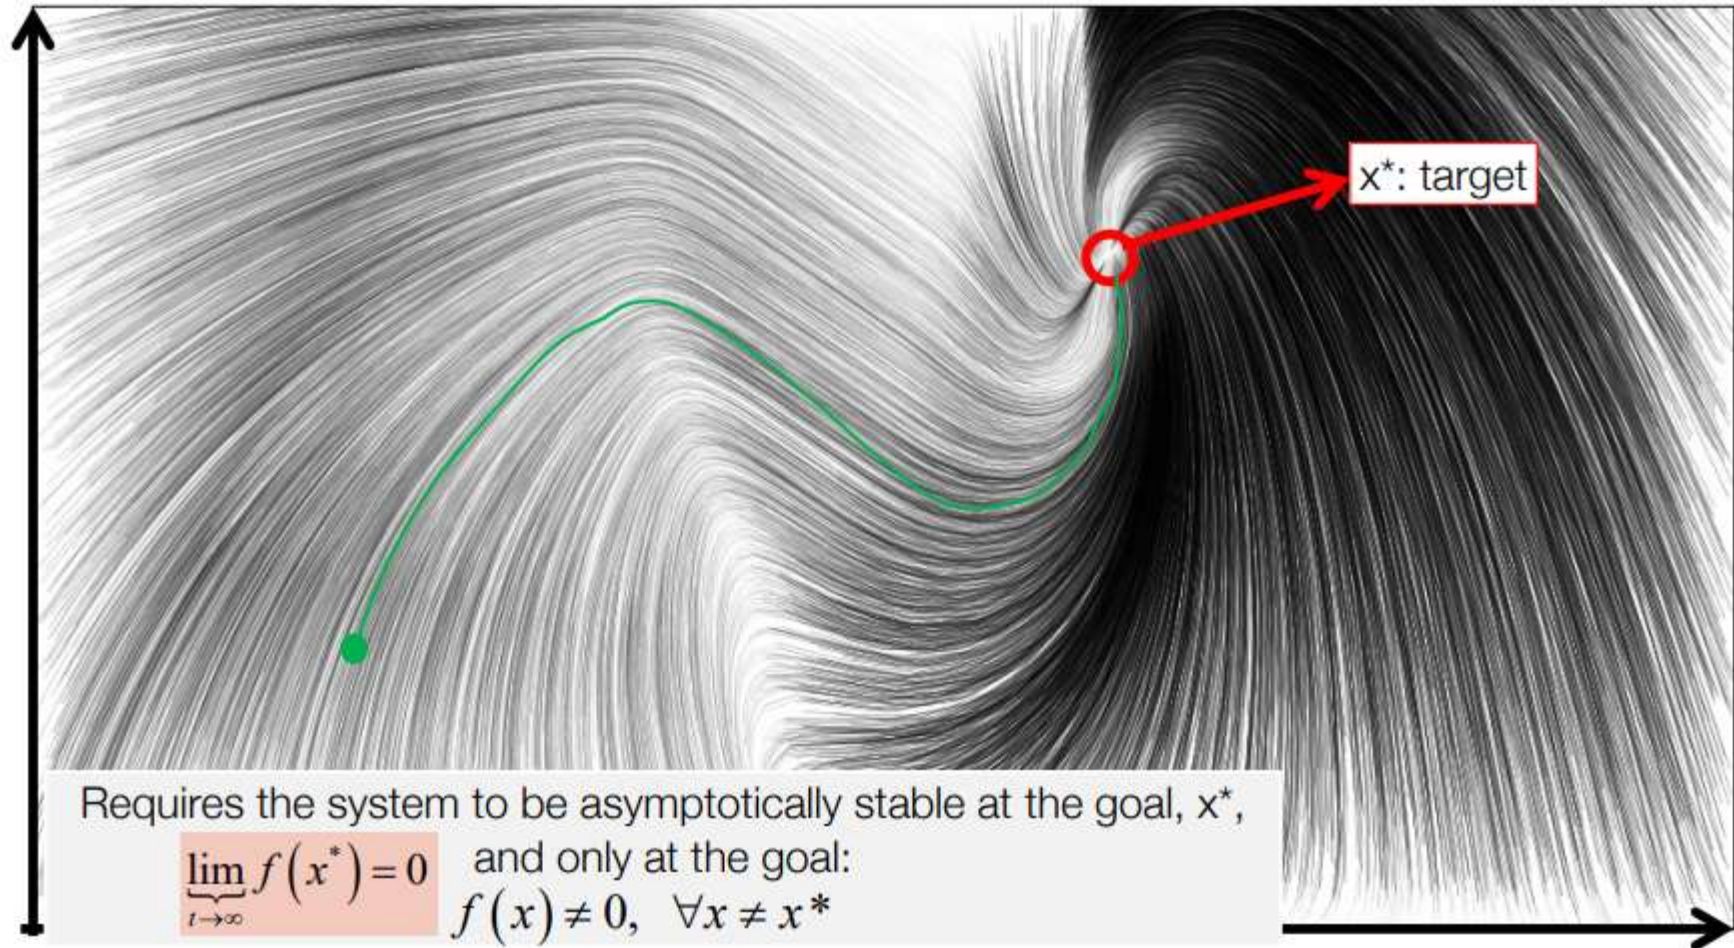 x*: target
Requires the system to be asymptotically stable at the goal, x*,
lim f(x*) = 0 and only at the goal:
t→∞
f(x) ≠ 0, ∀x ≠ x*